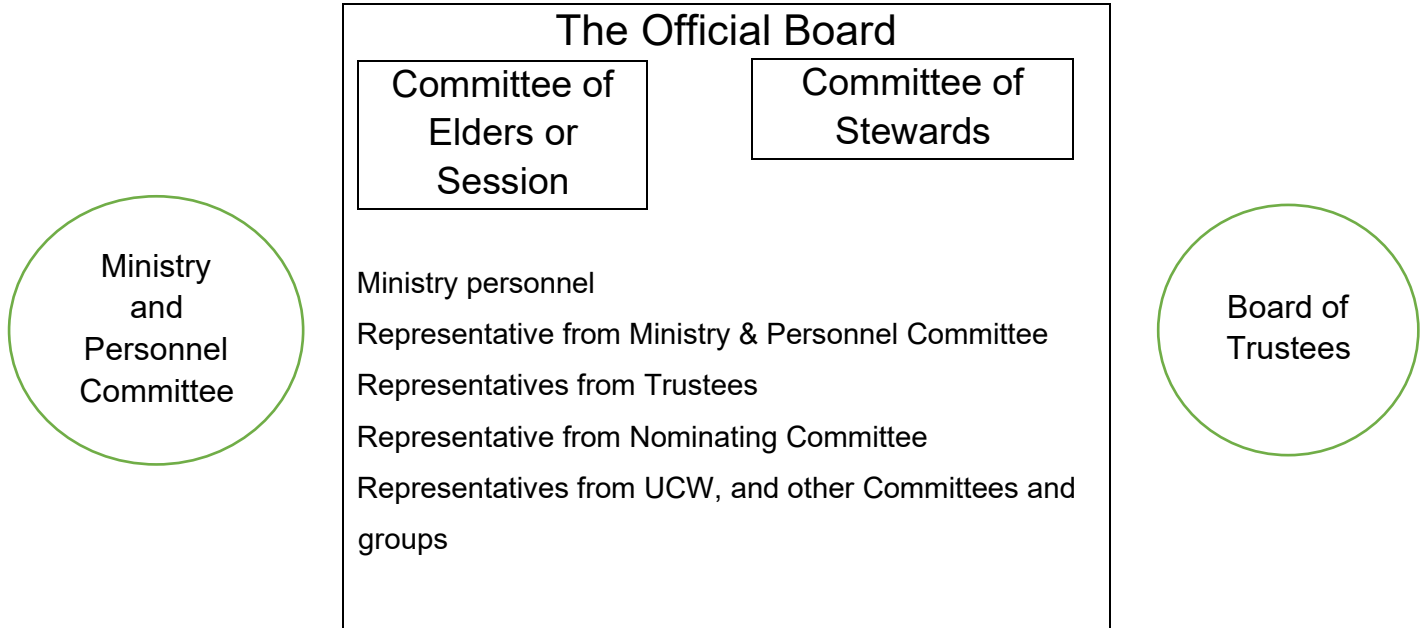 The Official Board
Committee of
Elders or
Session
Committee of
Stewards
Ministry
and
Personnel
Committee
Ministry personnel
Representative from Ministry & Personnel Committee
Representatives from Trustees
Representative from Nominating Committee
Representatives from UCW, and other Committees and
groups
Board of
Trustees